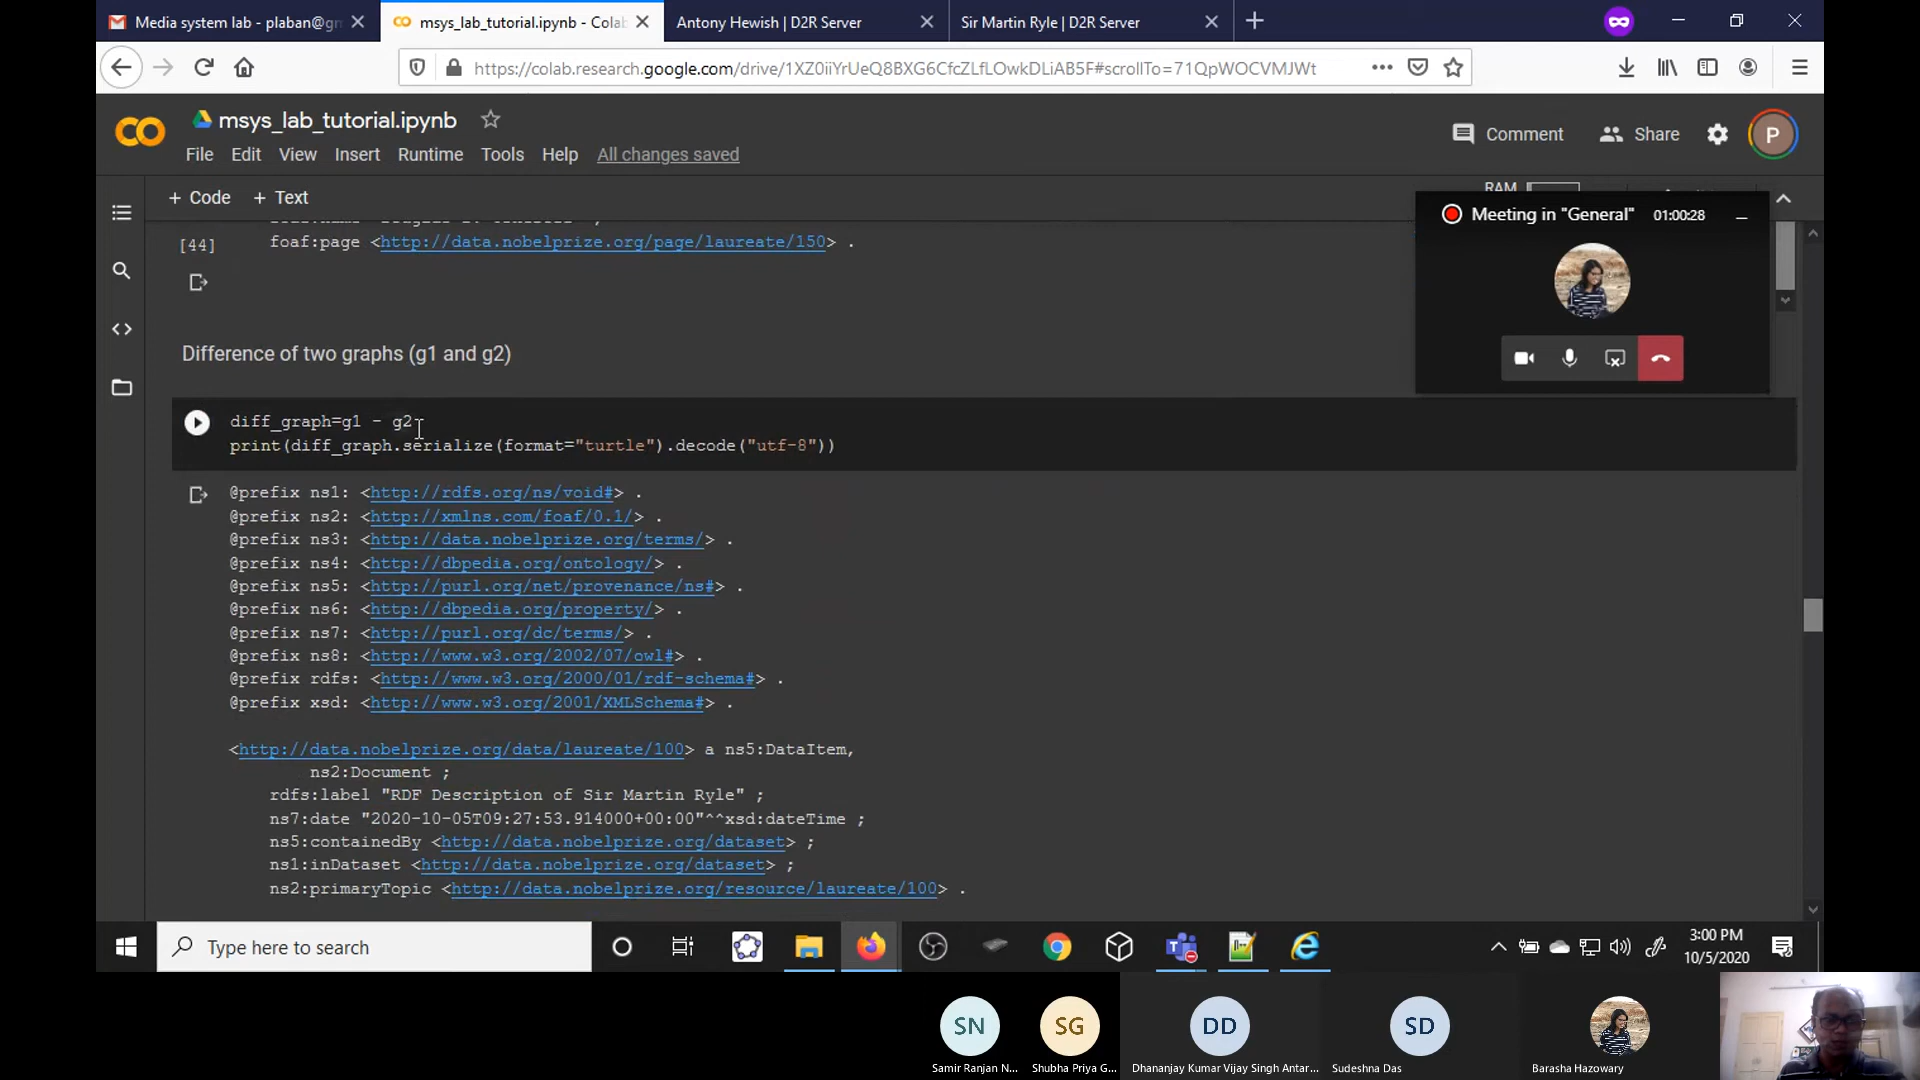 Media system lab - plaban@gm
msys_lab_tutorial.ipynb - Colab
Antony Hewish | D2R Server
Sir Martin Ryle | D2R Server
https://colab.research.google.com/drive/1XZ0iiYrUeQ8BXG6CfcZLfLOwkDLiAB5F#scrollTo=71QpWOCVMJWt
msys_lab_tutorial.ipynb
Comment
Share
P
File Edit View Insert Runtime Tools Help All changes saved
+ Code + Text
RAM
Meeting in "General" 01:00:28
[44] foaf:page <http://data.nobelprize.org/page/laureate/150> .
Difference of two graphs (g1 and g2)
diff_graph=g1 - g2
print(diff_graph.serialize(format="turtle").decode("utf-8"))
@prefix ns1: <http://rdfs.org/ns/void#> .
@prefix ns2: <http://xmlns.com/foaf/0.1/> .
@prefix ns3: <http://data.nobelprize.org/terms/> .
@prefix ns4: <http://dbpedia.org/ontology/> .
@prefix ns5: <http://purl.org/net/provenance/ns#> .
@prefix ns6: <http://dbpedia.org/property/> .
@prefix ns7: <http://purl.org/dc/terms/> .
@prefix ns8: <http://www.w3.org/2002/07/owl#> .
@prefix rdfs: <http://www.w3.org/2000/01/rdf-schema#> .
@prefix xsd: <http://www.w3.org/2001/XMLSchema#> .
<http://data.nobelprize.org/data/laureate/100> a ns5:DataItem,
ns2:Document ;
rdfs:label "RDF Description of Sir Martin Ryle" ;
ns7:date "2020-10-05T09:27:53.914000+00:00"^^xsd:dateTime ;
ns5:containedBy <http://data.nobelprize.org/dataset> ;
ns1:inDataset <http://data.nobelprize.org/dataset> ;
ns2:primaryTopic <http://data.nobelprize.org/resource/laureate/100> .
Type here to search
3:00 PM
10/5/2020
SN
SG
DD
SD
Samir Ranjan N...
Shubha Priya G...
Dhananjay Kumar Vijay Singh Antar...
Sudeshna Das
Barasha Hazowary